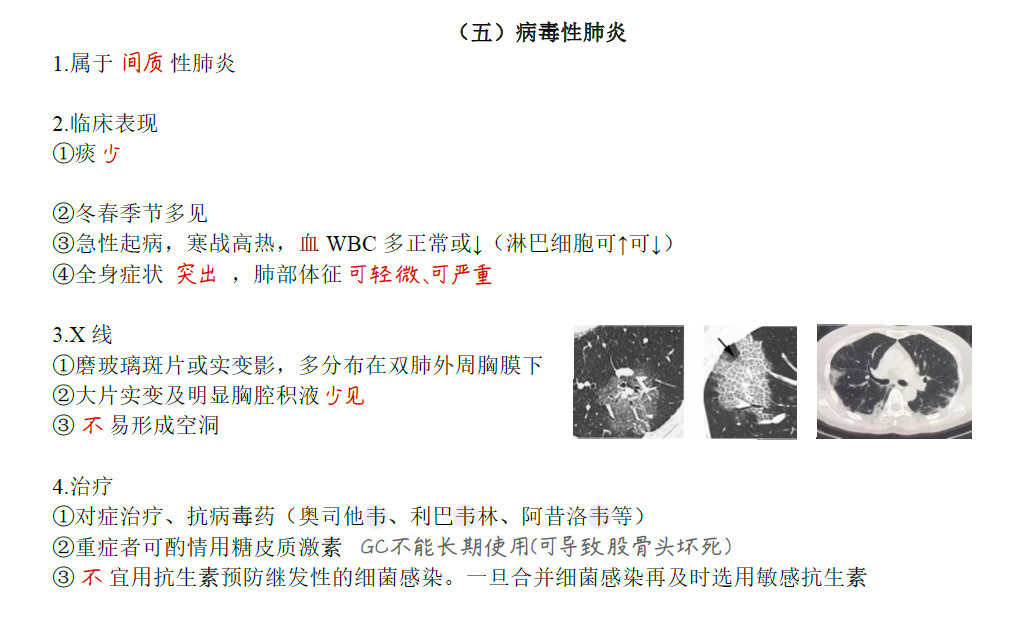 （五）病毒性肺炎
1.属于 间质 性肺炎
2.临床表现
①痰 少
②冬春季节多见
③急性起病，寒战高热，血 WBC 多正常或↓（淋巴细胞可↑可↓）
④全身症状 突出 ，肺部体征 可轻微、可严重
3.X 线
①磨玻璃斑片或实变影，多分布在双肺外周胸膜下
②大片实变及明显胸腔积液 少见
③ 不 易形成空洞
4.治疗
①对症治疗、抗病毒药（奥司他韦、利巴韦林、阿昔洛韦等）
②重症者可酌情用糖皮质激素 GC不能长期使用(可导致股骨头坏死)
③ 不 宜用抗生素预防继发性的细菌感染。一旦合并细菌感染再及时选用敏感抗生素